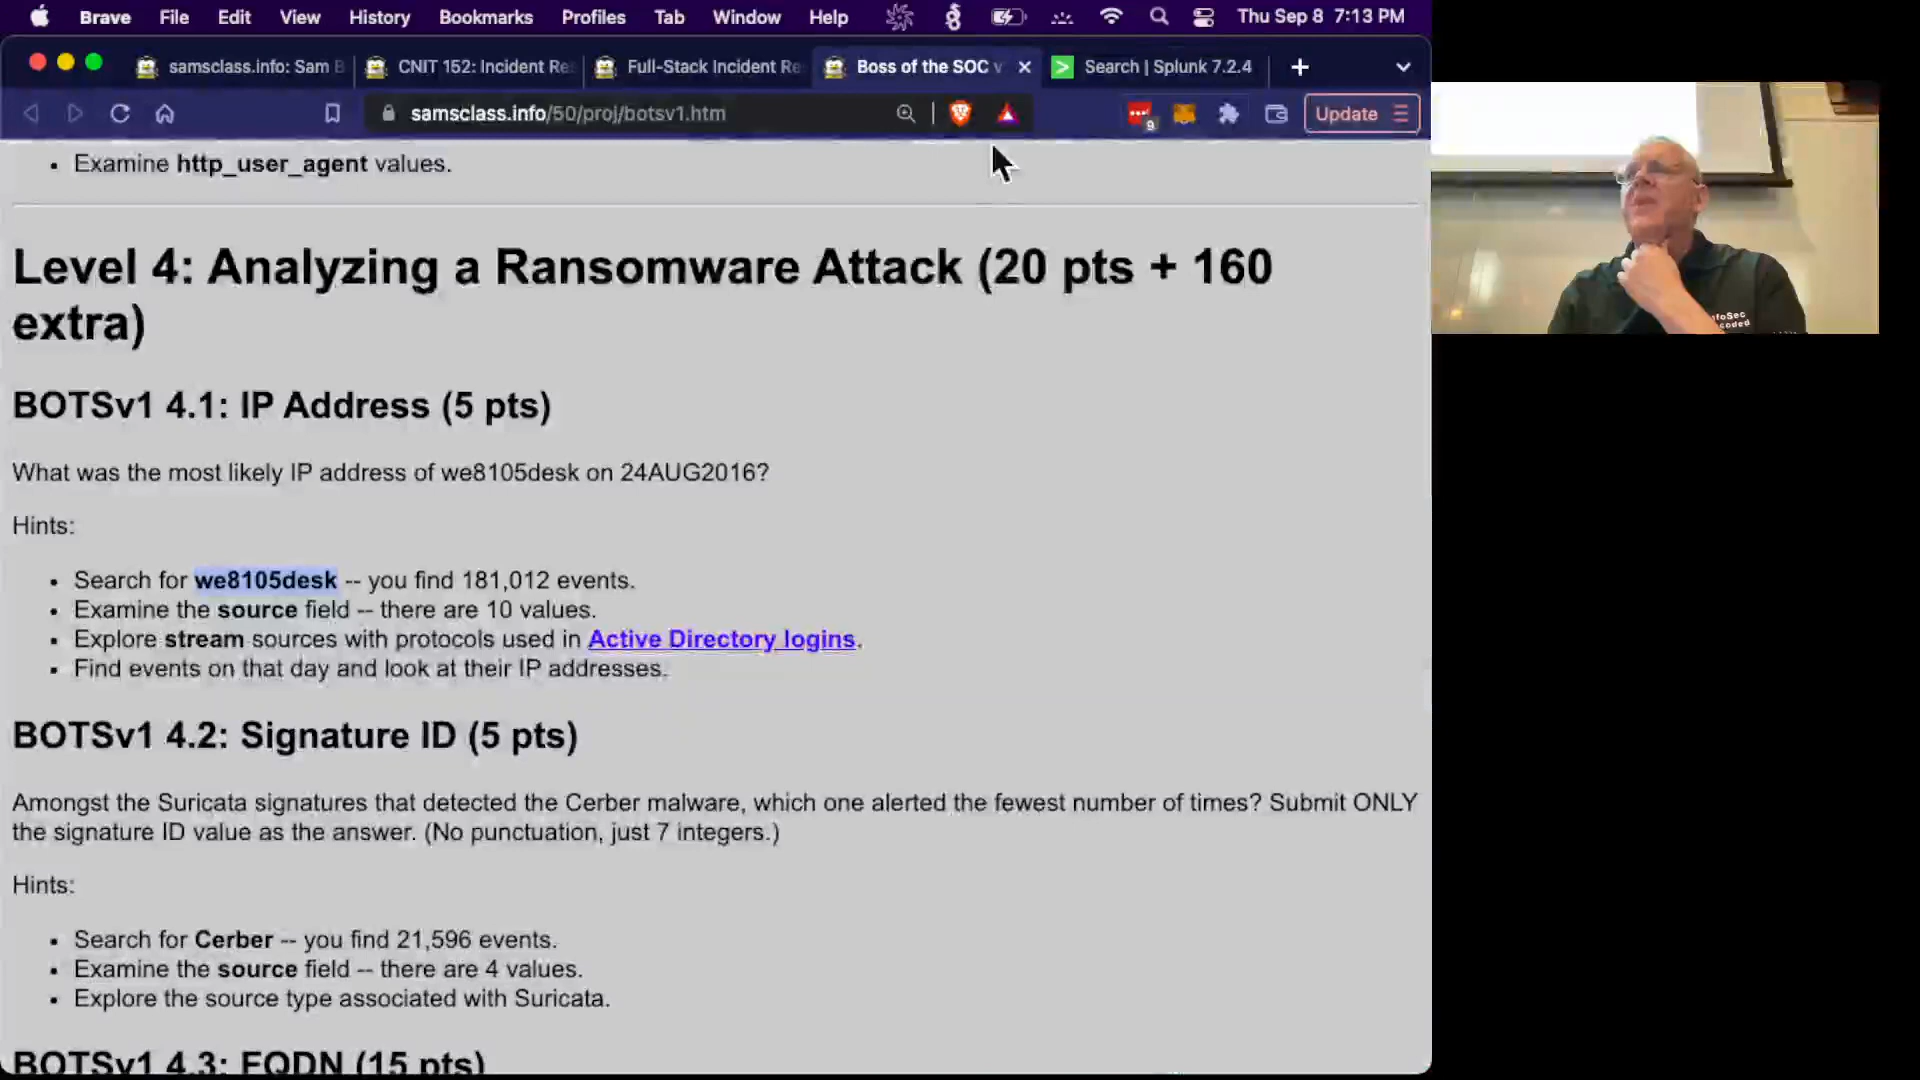 Brave File Edit View History Bookmarks Profiles Tab Window Help Thu Sep 8 7:13 PM
samsclass.info: Sam B CNIT 152: Incident Re Full-Stack Incident Re Boss of the SOC v Search | Splunk 7.2.4
samsclass.info/50/proj/botsv1.htm 9 Update
• Examine http_user_agent values.
Level 4: Analyzing a Ransomware Attack (20 pts + 160
extra)
BOTSv1 4.1: IP Address (5 pts)
What was the most likely IP address of we8105desk on 24AUG2016?
Hints:
• Search for we8105desk -- you find 181,012 events.
• Examine the source field -- there are 10 values.
• Explore stream sources with protocols used in Active Directory logins.
• Find events on that day and look at their IP addresses.
BOTSv1 4.2: Signature ID (5 pts)
Amongst the Suricata signatures that detected the Cerber malware, which one alerted the fewest number of times? Submit ONLY
the signature ID value as the answer. (No punctuation, just 7 integers.)
Hints:
• Search for Cerber -- you find 21,596 events.
• Examine the source field -- there are 4 values.
• Explore the source type associated with Suricata.
BOTSv1 4.3: FQDN (15 pts)